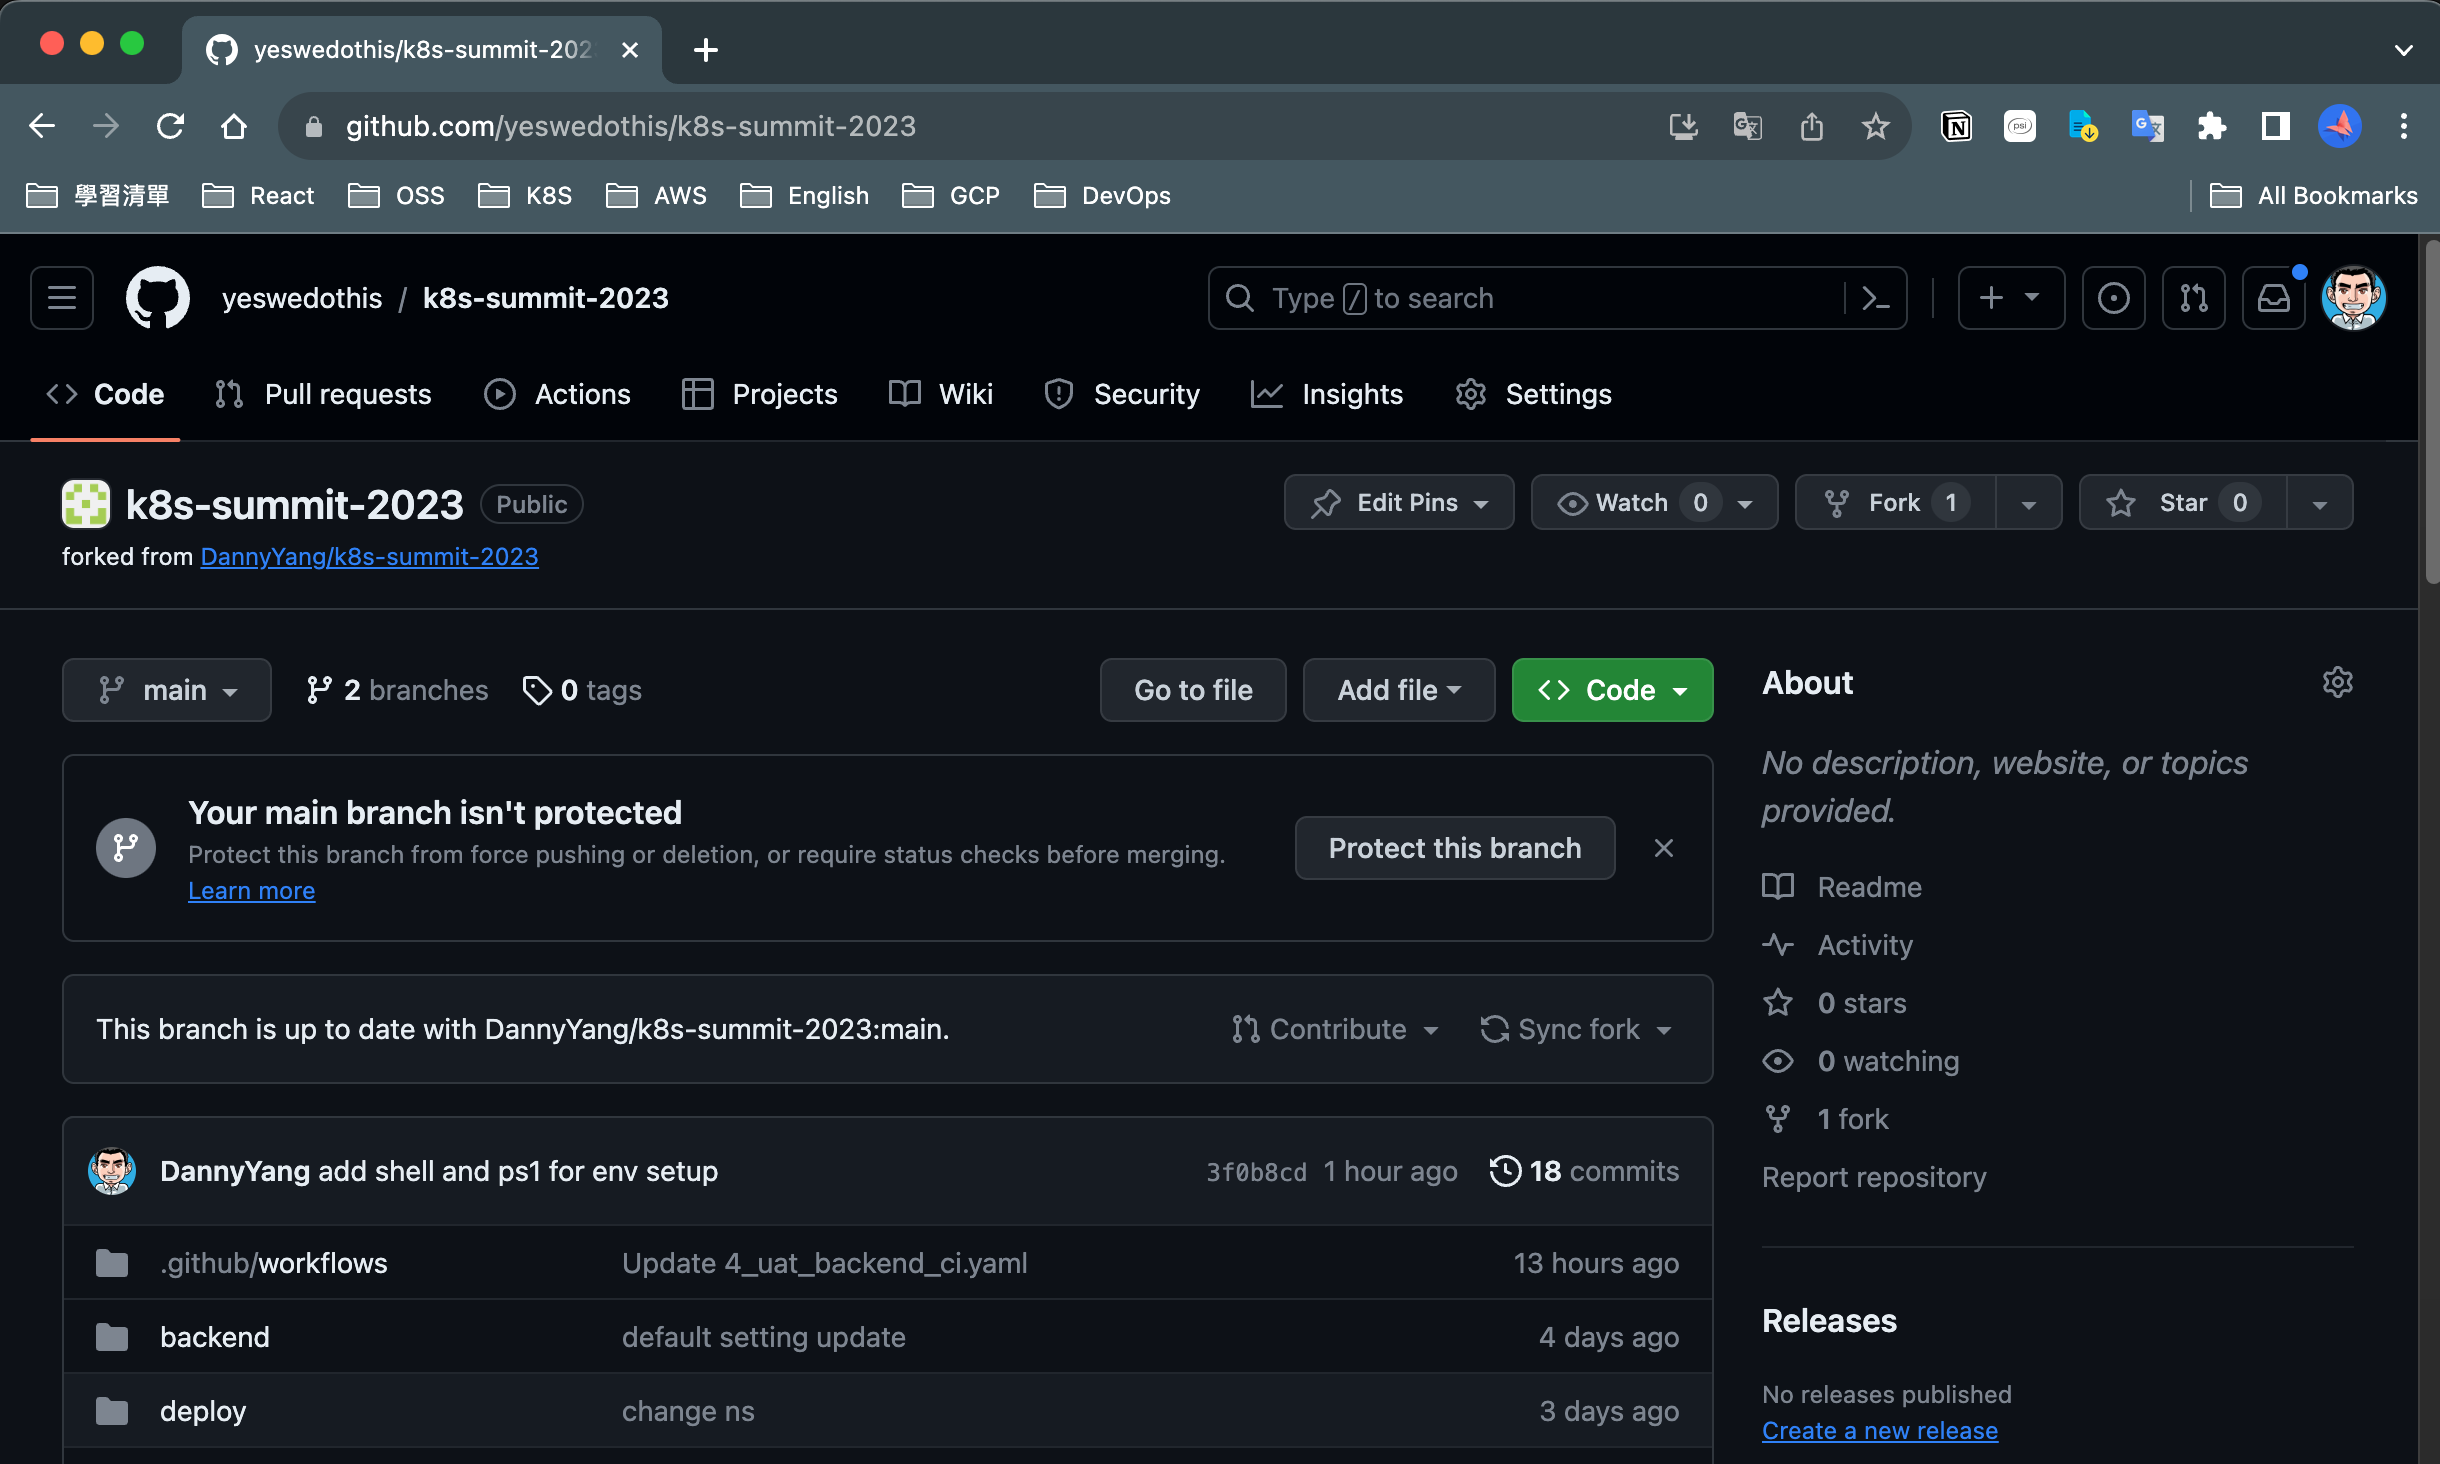 yeswedothis/k8s-summit-202
github.com/yeswedothis/k8s-summit-2023
學習清單 React OSS K8S AWS English GCP DevOps All Bookmarks
yeswedothis / k8s-summit-2023 Type / to search
Code Pull requests Actions Projects Wiki Security Insights Settings
k8s-summit-2023 Public Edit Pins Watch 0 Fork 1 Star 0
forked from DannyYang/k8s-summit-2023
main 2 branches 0 tags Go to file Add file Code
Your main branch isn't protected
Protect this branch from force pushing or deletion, or require status checks before merging.
Learn more
Protect this branch
This branch is up to date with DannyYang/k8s-summit-2023:main. Contribute Sync fork
DannyYang add shell and ps1 for env setup 3f0b8cd 1 hour ago 18 commits
.github/workflows Update 4_uat_backend_ci.yaml 13 hours ago
backend default setting update 4 days ago
deploy change ns 3 days ago
About
No description, website, or topics
provided.
Readme
Activity
0 stars
0 watching
1 fork
Report repository
Releases
No releases published
Create a new release